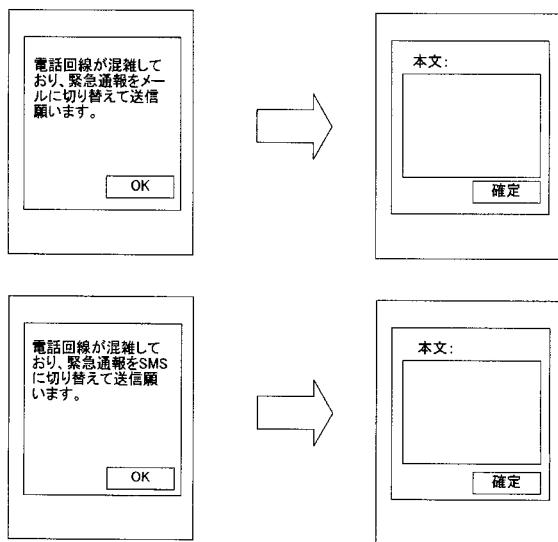 電話回線が混雑して
おり、緊急通報をメー
ルに切り替えて送信
願います。
OK
本文:
確定
電話回線が混雑して
おり、緊急通報をSMS
に切り替えて送信願
います。
OK
本文:
確定